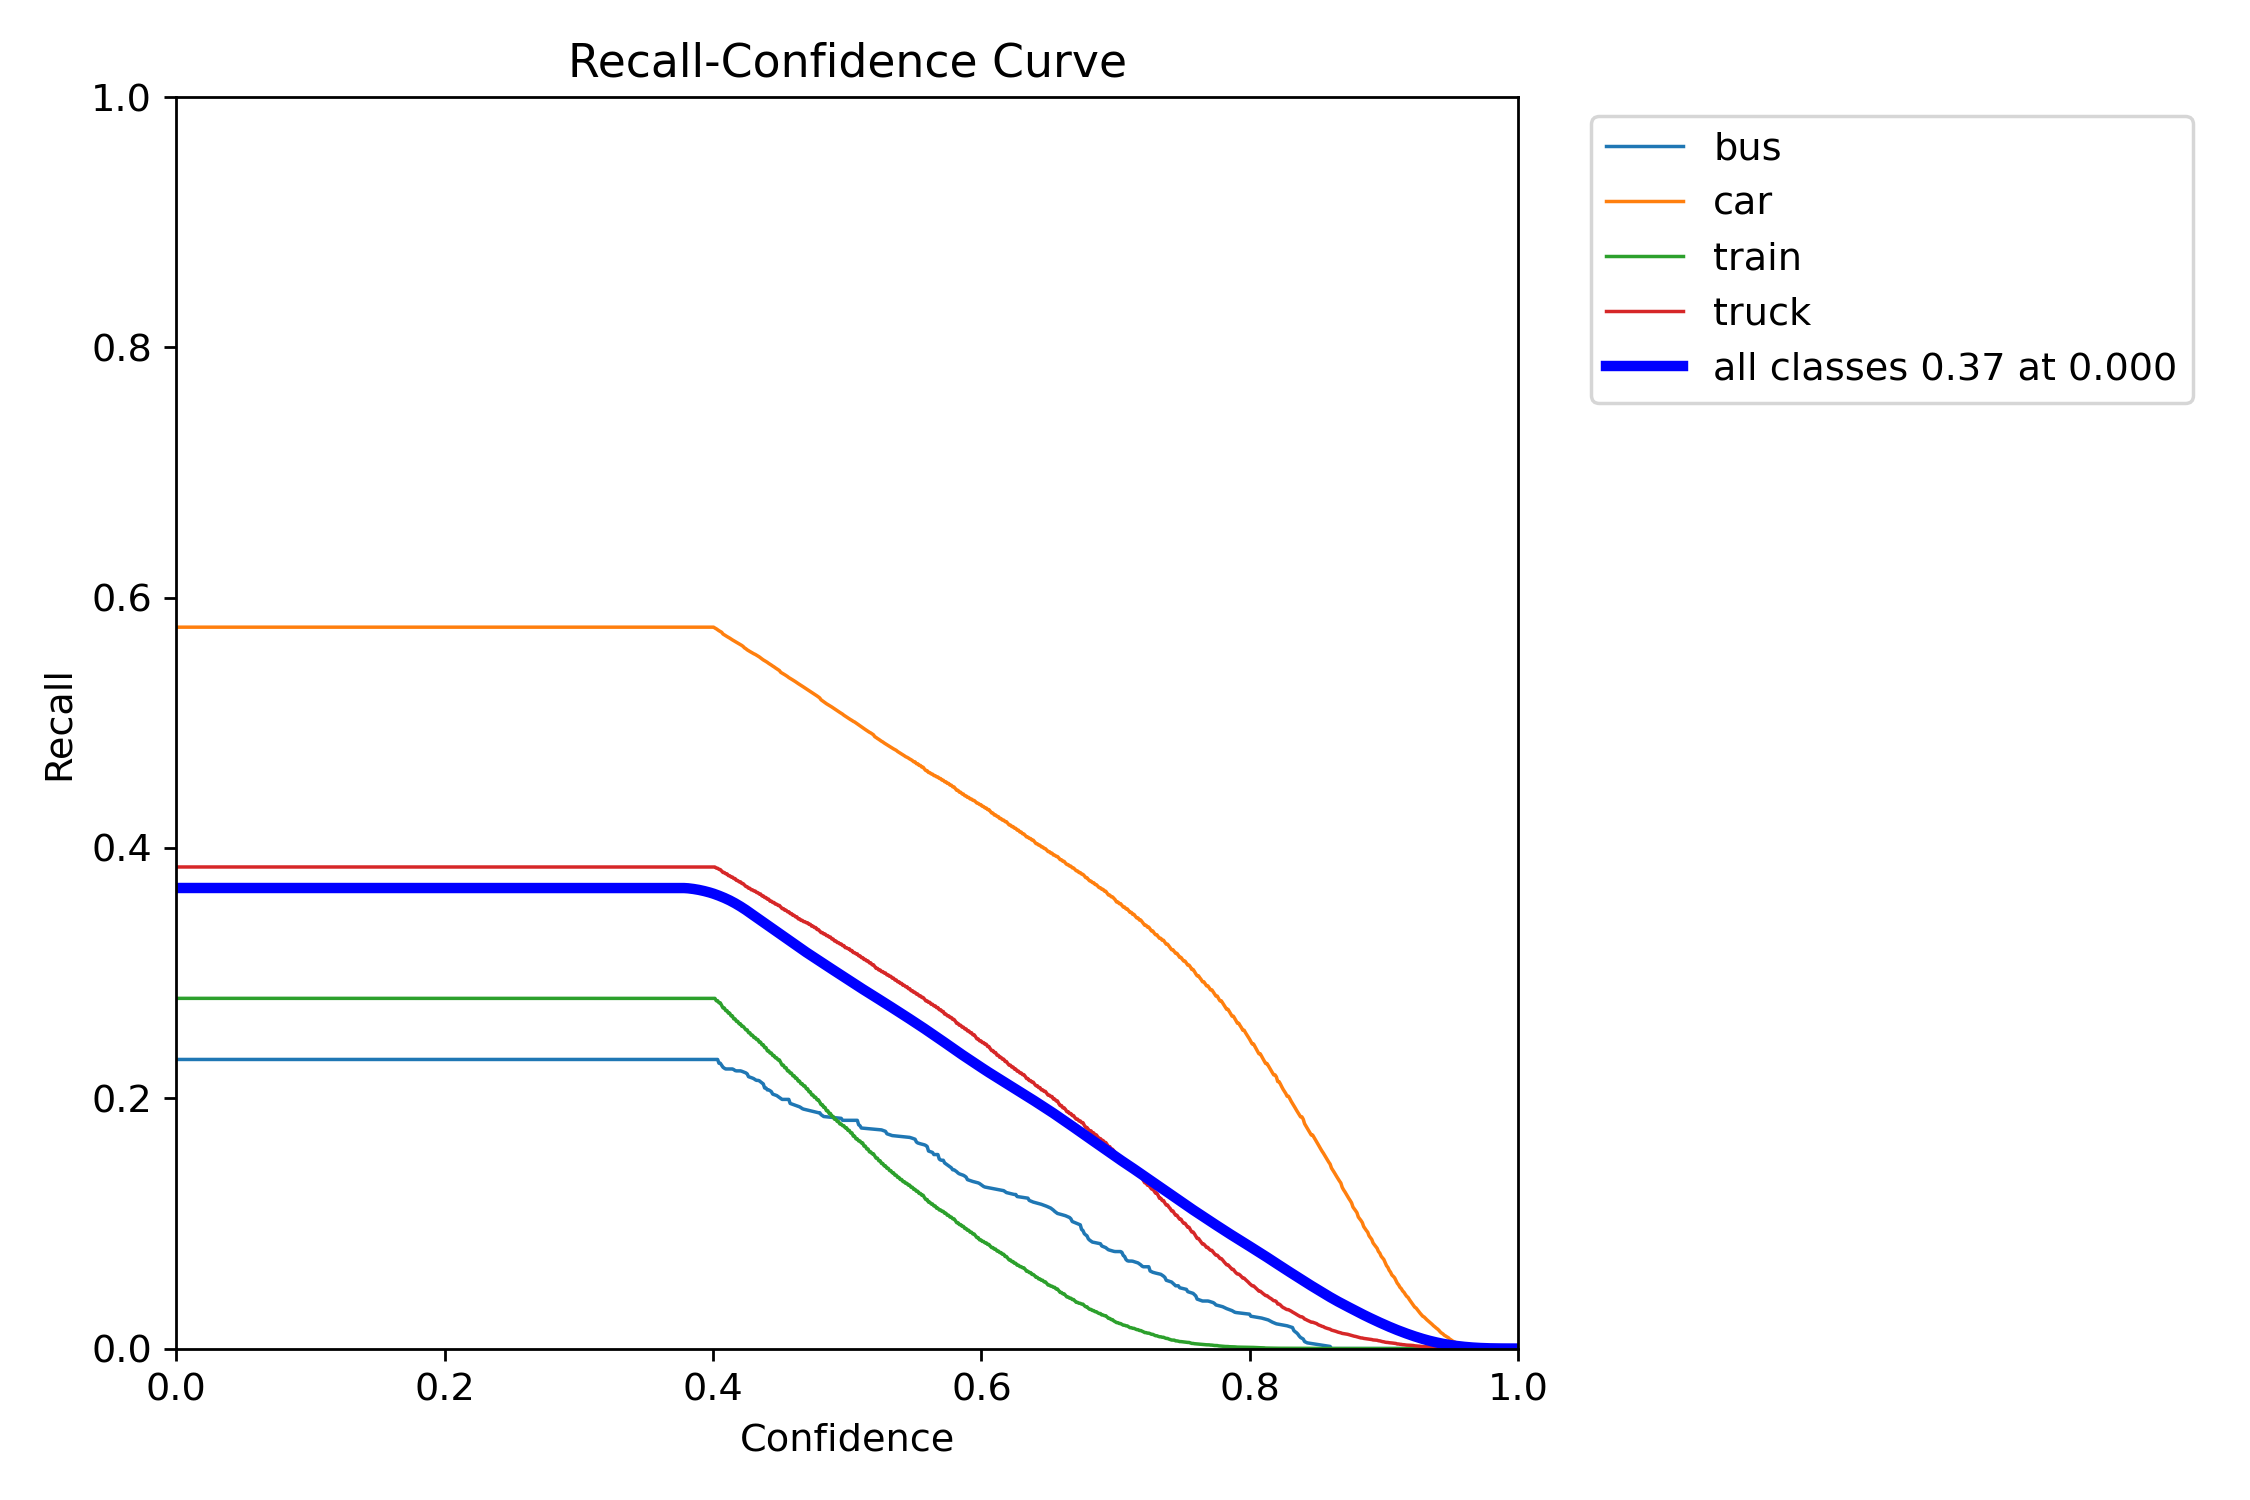 Recall-Confidence Curve
1.0
0.8
0.6
0.4
0.2
0.0
Recall
0.0 0.2 0.4 0.6 0.8 1.0
Confidence
bus
car
train
truck
all classes 0.37 at 0.000